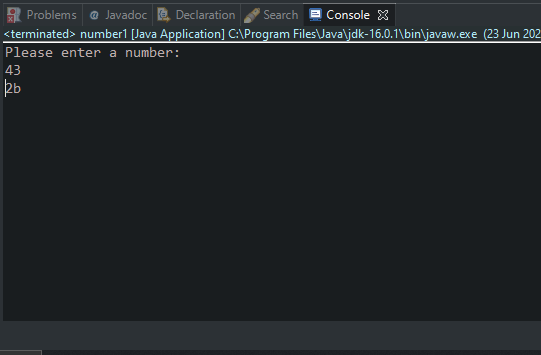 Problems @ Javadoc Declaration Search Console
<terminated> number1 [Java Application] C:\Program Files\Java\jdk-16.0.1\bin\javaw.exe (23 Jun 202
Please enter a number:
43
2b